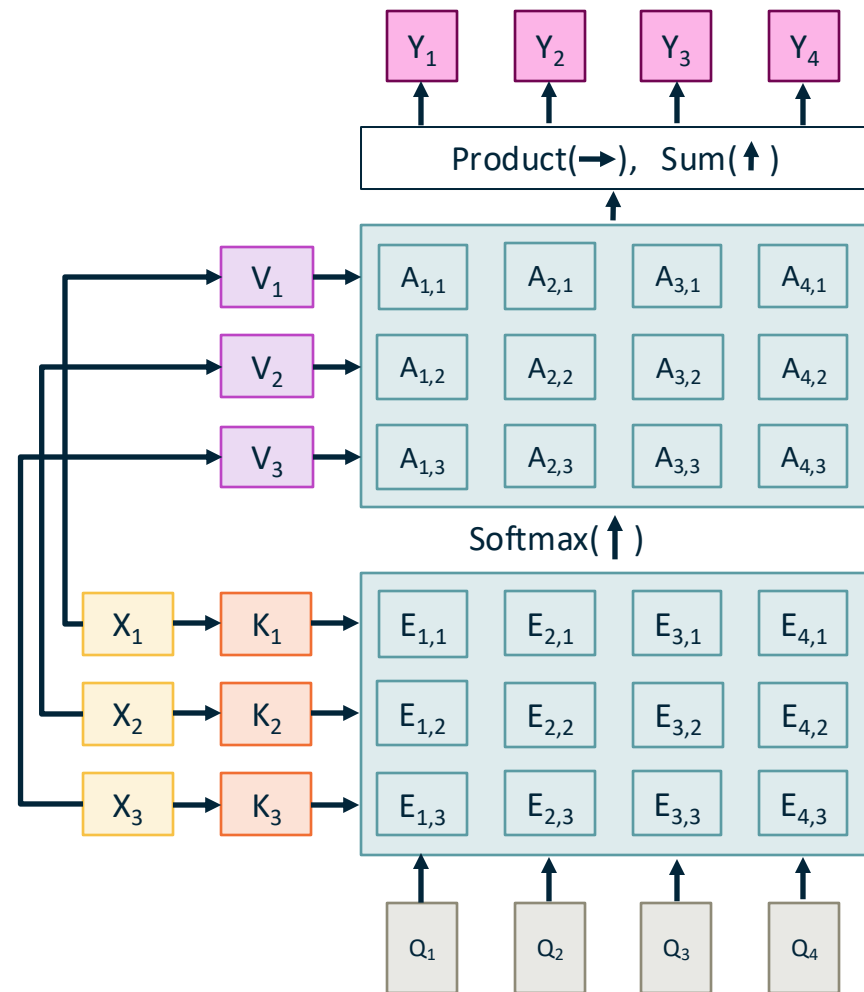 Y₁ Y₂ Y₃ Y₄
Product(→), Sum(↑)
V₁ A₁,₁ A₂,₁ A₃,₁ A₄,₁
V₂ A₁,₂ A₂,₂ A₃,₂ A₄,₂
V₃ A₁,₃ A₂,₃ A₃,₃ A₄,₃
Softmax(↑)
X₁ K₁ E₁,₁ E₂,₁ E₃,₁ E₄,₁
X₂ K₂ E₁,₂ E₂,₂ E₃,₂ E₄,₂
X₃ K₃ E₁,₃ E₂,₃ E₃,₃ E₄,₃
Q₁ Q₂ Q₃ Q₄